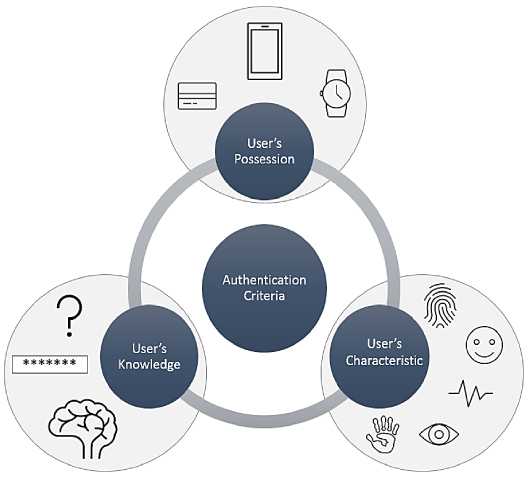 User's
Possession
Authentication
Criteria
?
User's
Knowledge
*******
User's
Characteristic